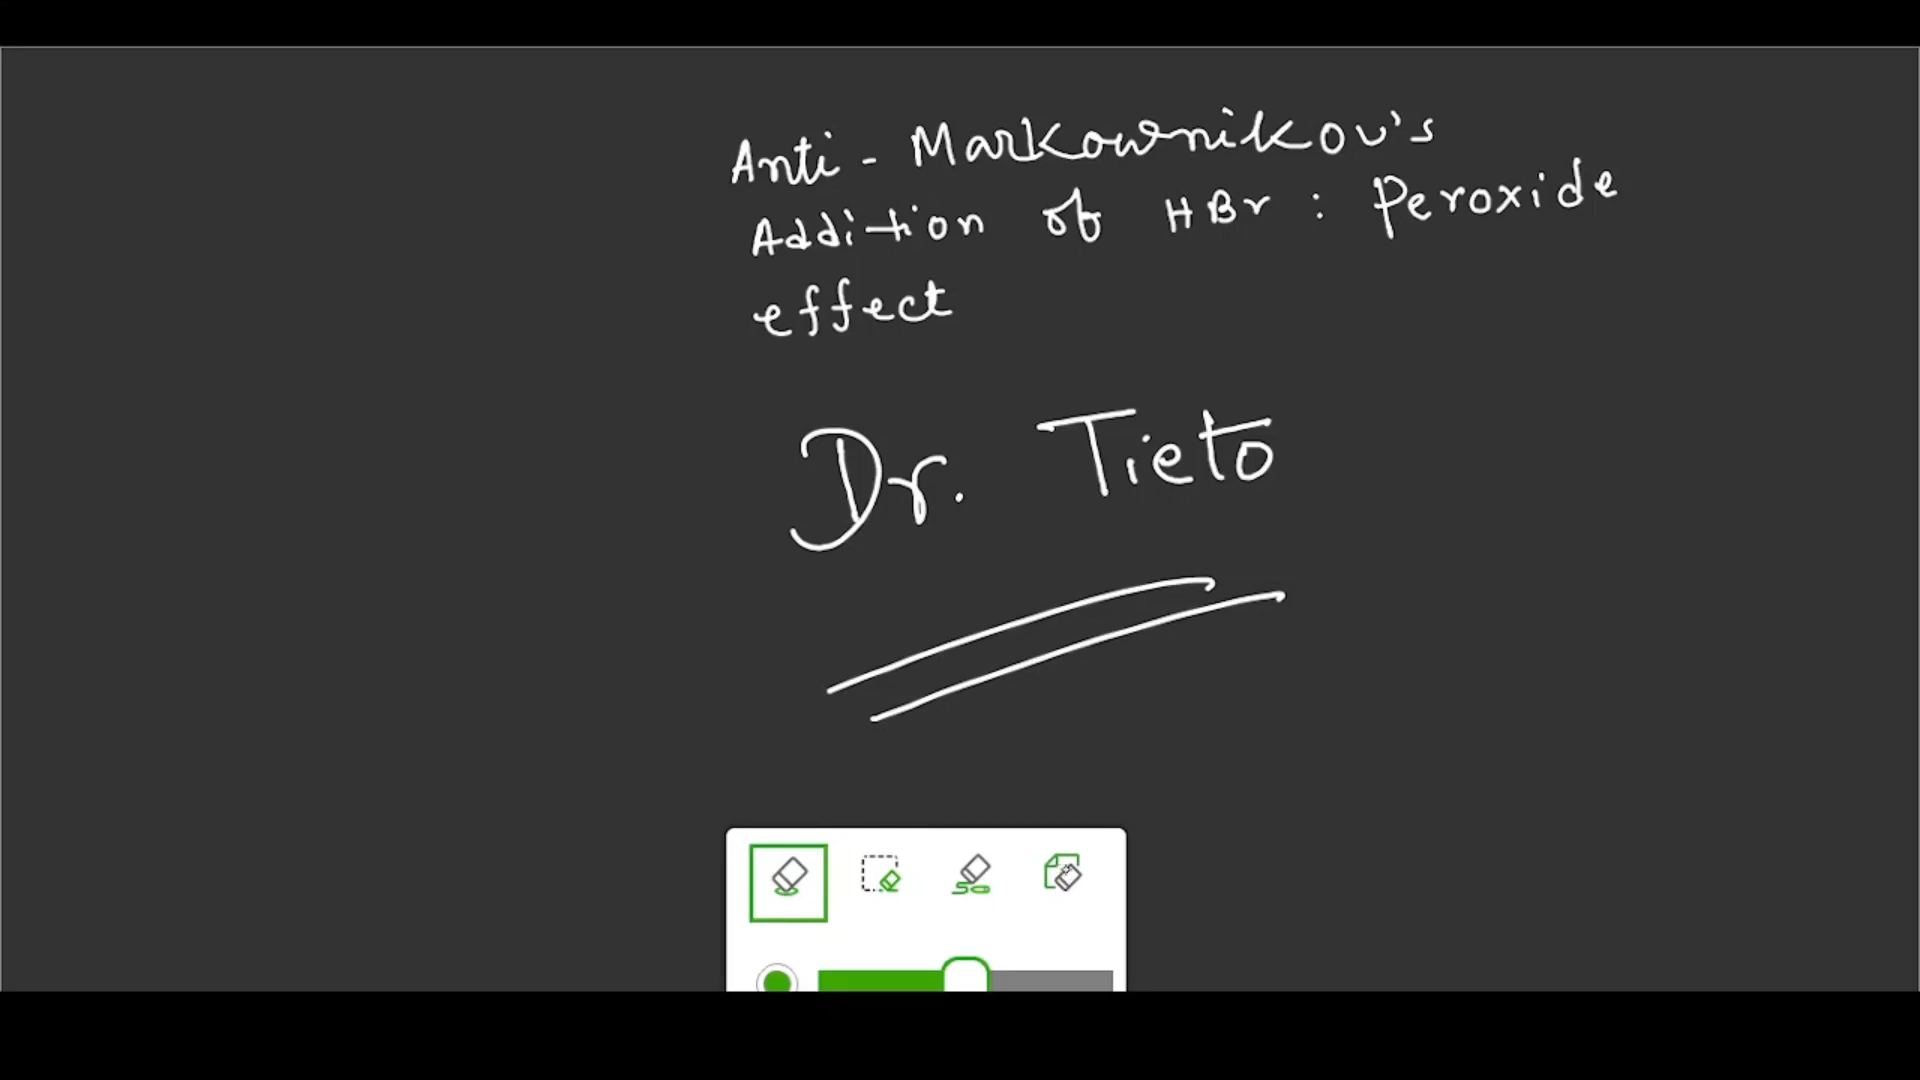 Anti - Markownikov's
Addition of HBr : Peroxide
effect
Dr. Tieto